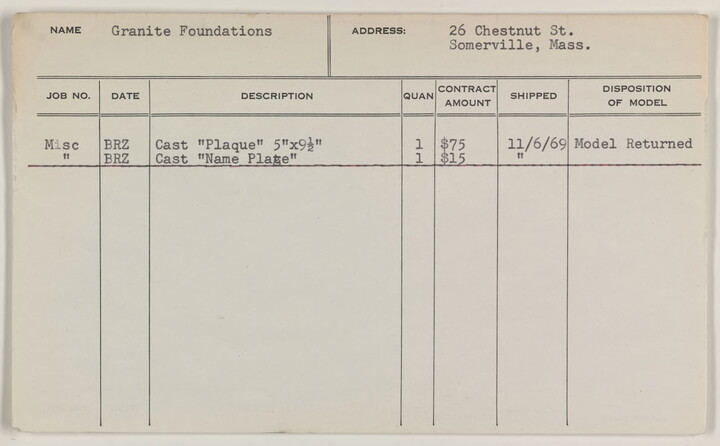 NAME Granite Foundations ADDRESS: 26 Chestnut St.
Somerville, Mass.
JOB NO. DATE DESCRIPTION QUAN CONTRACT AMOUNT SHIPPED DISPOSITION OF MODEL
Misc BRZ Cast "Plaque" 5"x9½" 1 $75 11/6/69 Model Returned
" BRZ Cast "Name Plate" 1 $15 "